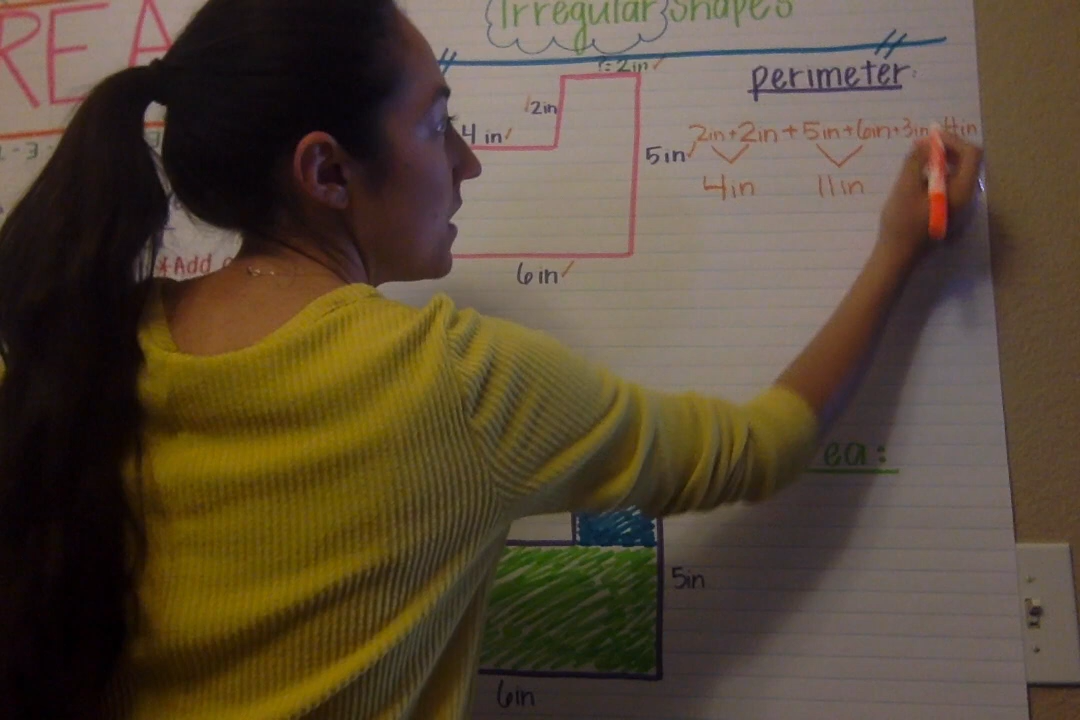 REA
Irregular Shapes
?=2in
2in
4 in
5in
6in
*Add
perimeter:
2in+2in+5in+6in+3in+4in
4in 11in
ea:
5in
6in